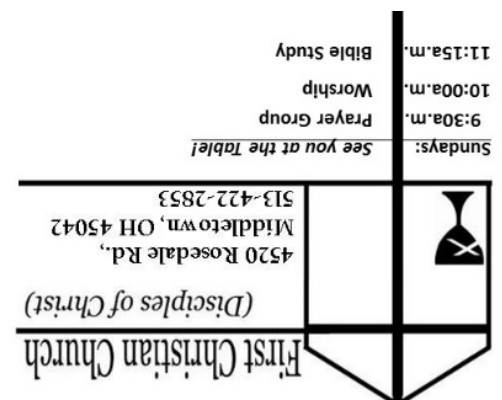 First Christian Church
(Disciples of Christ)
4520 Rosedale Rd.,
Middletown, OH 45042
513-422-2853
Sundays: See you at the Table!
9:30a.m. Prayer Group
10:00a.m. Worship
11:15a.m. Bible Study